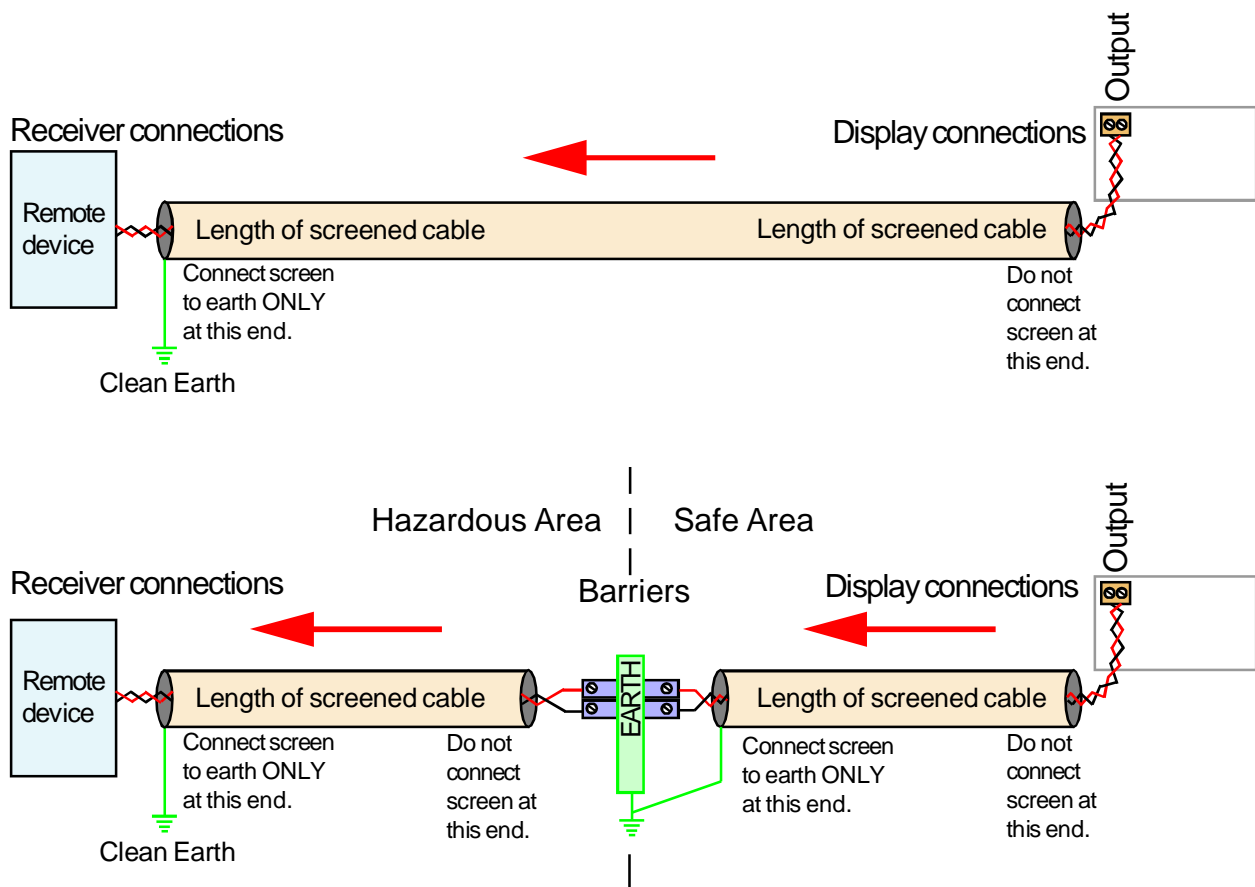 Output
Receiver connections
Display connections
Remote
device
Length of screened cable
Length of screened cable
Connect screen
to earth ONLY
at this end.
Do not
connect
screen at
this end.
Clean Earth
Hazardous Area
Safe Area
Output
Receiver connections
Barriers
Display connections
Remote
device
Length of screened cable
EARTH
Length of screened cable
Connect screen
to earth ONLY
at this end.
Do not
connect
screen at
this end.
Connect screen
to earth ONLY
at this end.
Do not
connect
screen at
this end.
Clean Earth